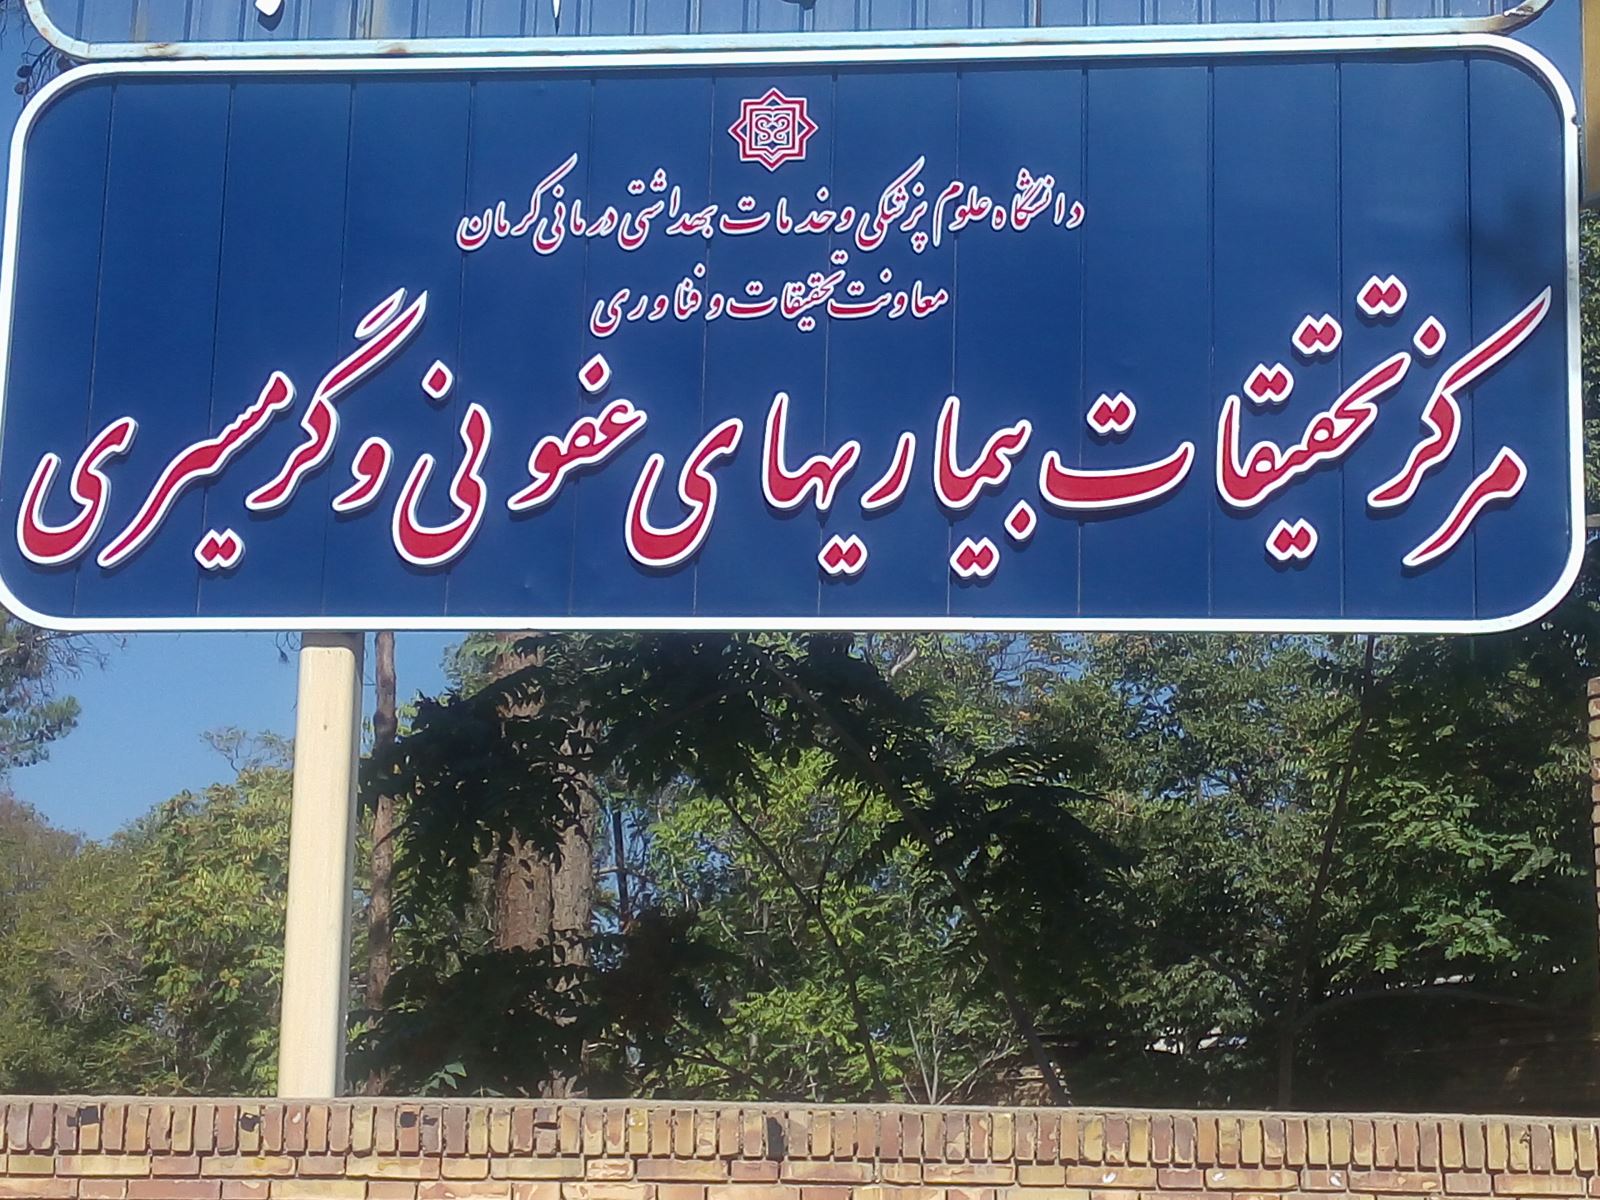 دانشگاه علوم پزشکی و خدمات بهداشتی درمانی کرمان
معاونت تحقیقات و فناوری
مرکز تحقیقات بیماریهای عفونی و گرمسیری